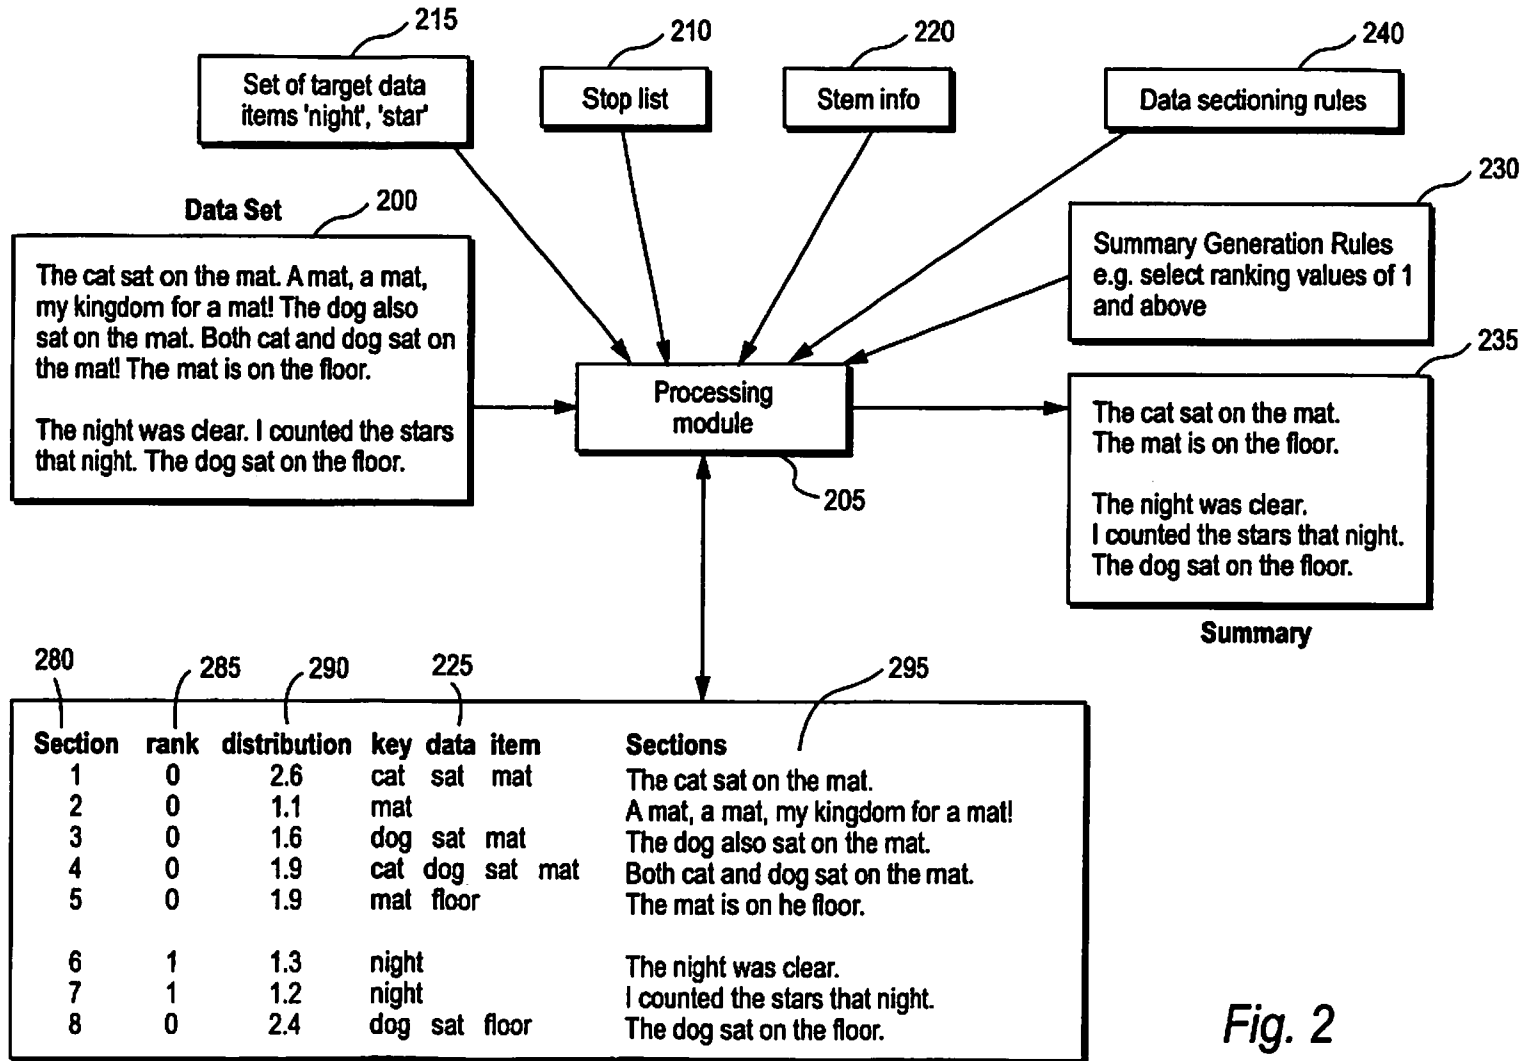 215
210
220
240
Set of target data
items 'night', 'star'
Stop list
Stem info
Data sectioning rules
230
Data Set
200
Summary Generation Rules
e.g. select ranking values of 1
and above
The cat sat on the mat. A mat, a mat,
my kingdom for a mat! The dog also
sat on the mat. Both cat and dog sat on
the mat! The mat is on the floor.
The night was clear. I counted the stars
that night. The dog sat on the floor.
Processing
module
205
235
The cat sat on the mat.
The mat is on the floor.
The night was clear.
I counted the stars that night.
The dog sat on the floor.
Summary
280
285
290
225
295
Section rank distribution key data item Sections
1 0 2.6 cat sat mat The cat sat on the mat.
2 0 1.1 mat A mat, a mat, my kingdom for a mat!
3 0 1.6 dog sat mat The dog also sat on the mat.
4 0 1.9 cat dog sat mat Both cat and dog sat on the mat.
5 0 1.9 mat floor The mat is on he floor.
6 1 1.3 night The night was clear.
7 1 1.2 night I counted the stars that night.
8 0 2.4 dog sat floor The dog sat on the floor.
Fig. 2